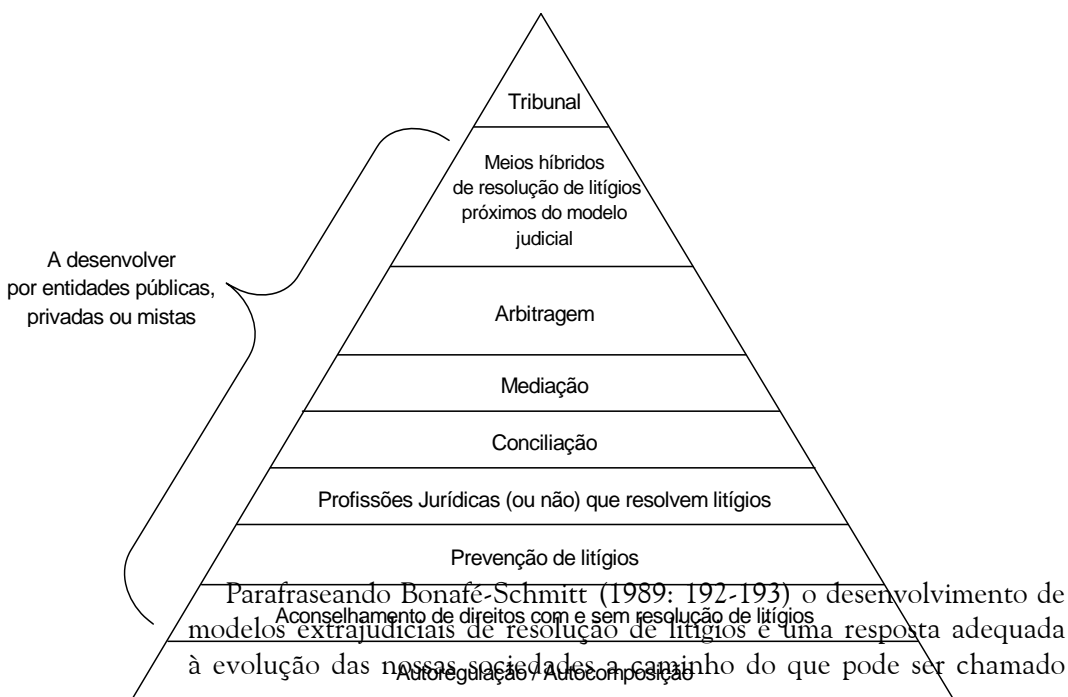 Tribunal
Meios híbridos
de resolução de litígios
próximos do modelo
judicial
A desenvolver
por entidades públicas,
privadas ou mistas
Arbitragem
Mediação
Conciliação
Profissões Jurídicas (ou não) que resolvem litígios
Prevenção de litígios
Parafraseando Bonafé-Schmitt (1989: 192-193) o desenvolvimento de
Aconselhamento de direitos com e sem resolução de litígios
modelos extrajudiciais de resolução de litígios é uma resposta adequada
à evolução das nossas sociedades a caminho do que pode ser chamado
Autoregulação / Autocomposição